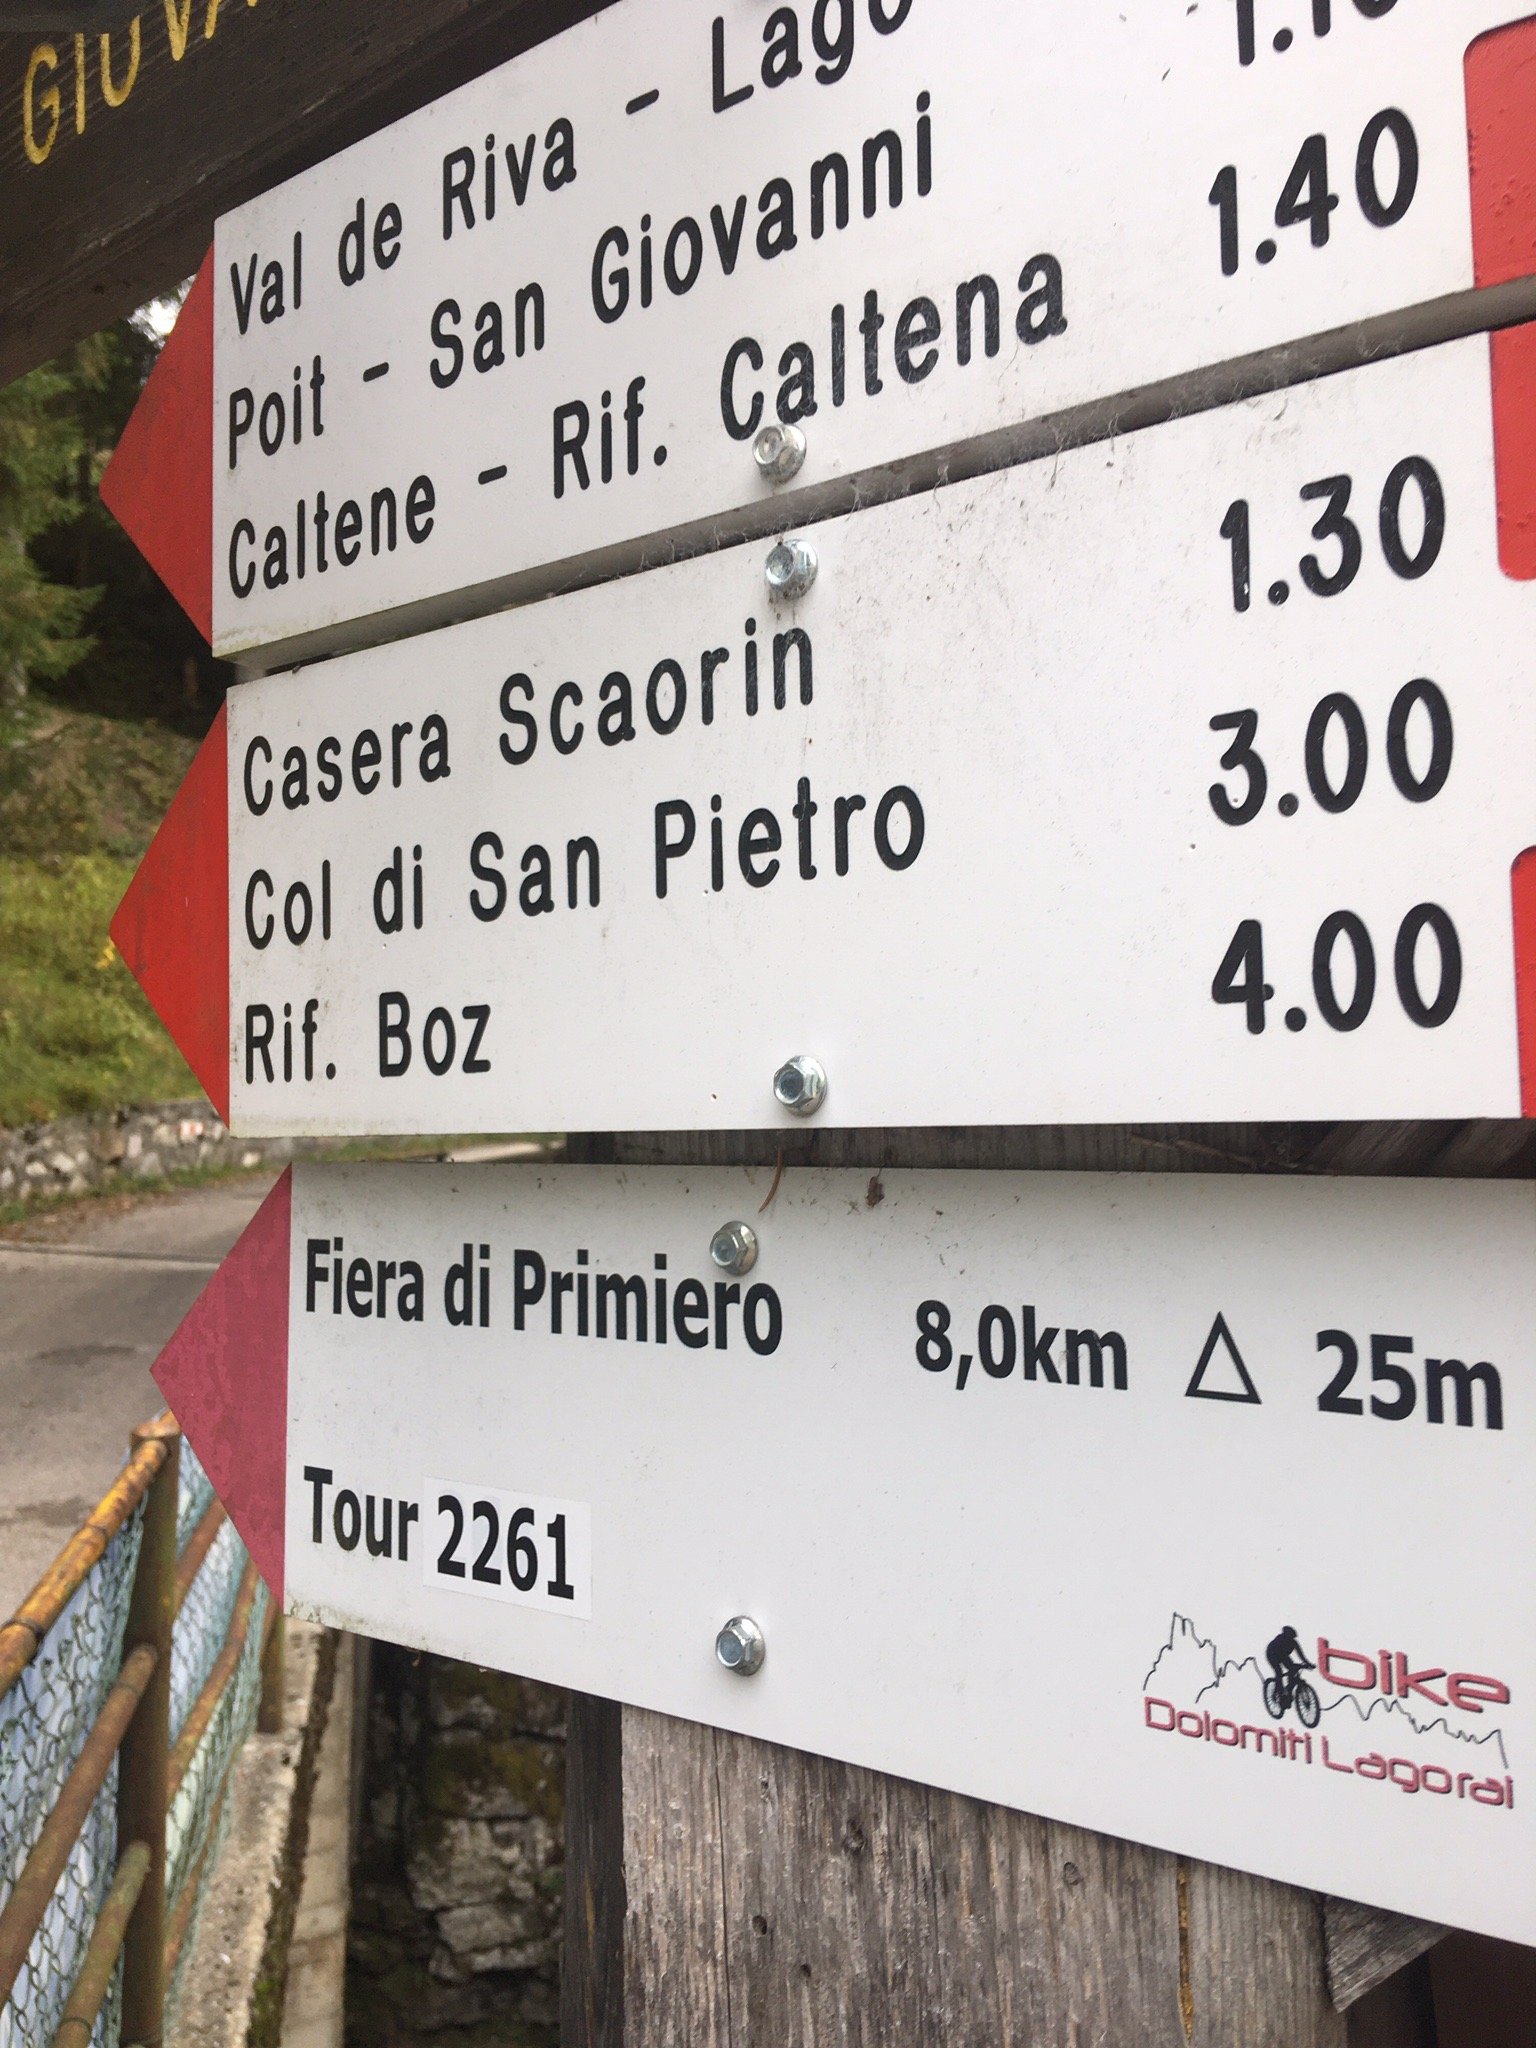 Val de Riva - Lago
Poit - San Giovanni
Caltene - Rif. Caltena 1.40
Casera Scaorin 1.30
Col di San Pietro 3.00
Rif. Boz 4.00
Fiera di Primiero 8,0km Δ 25m
Tour 2261
bike
Dolomiti Lagorai